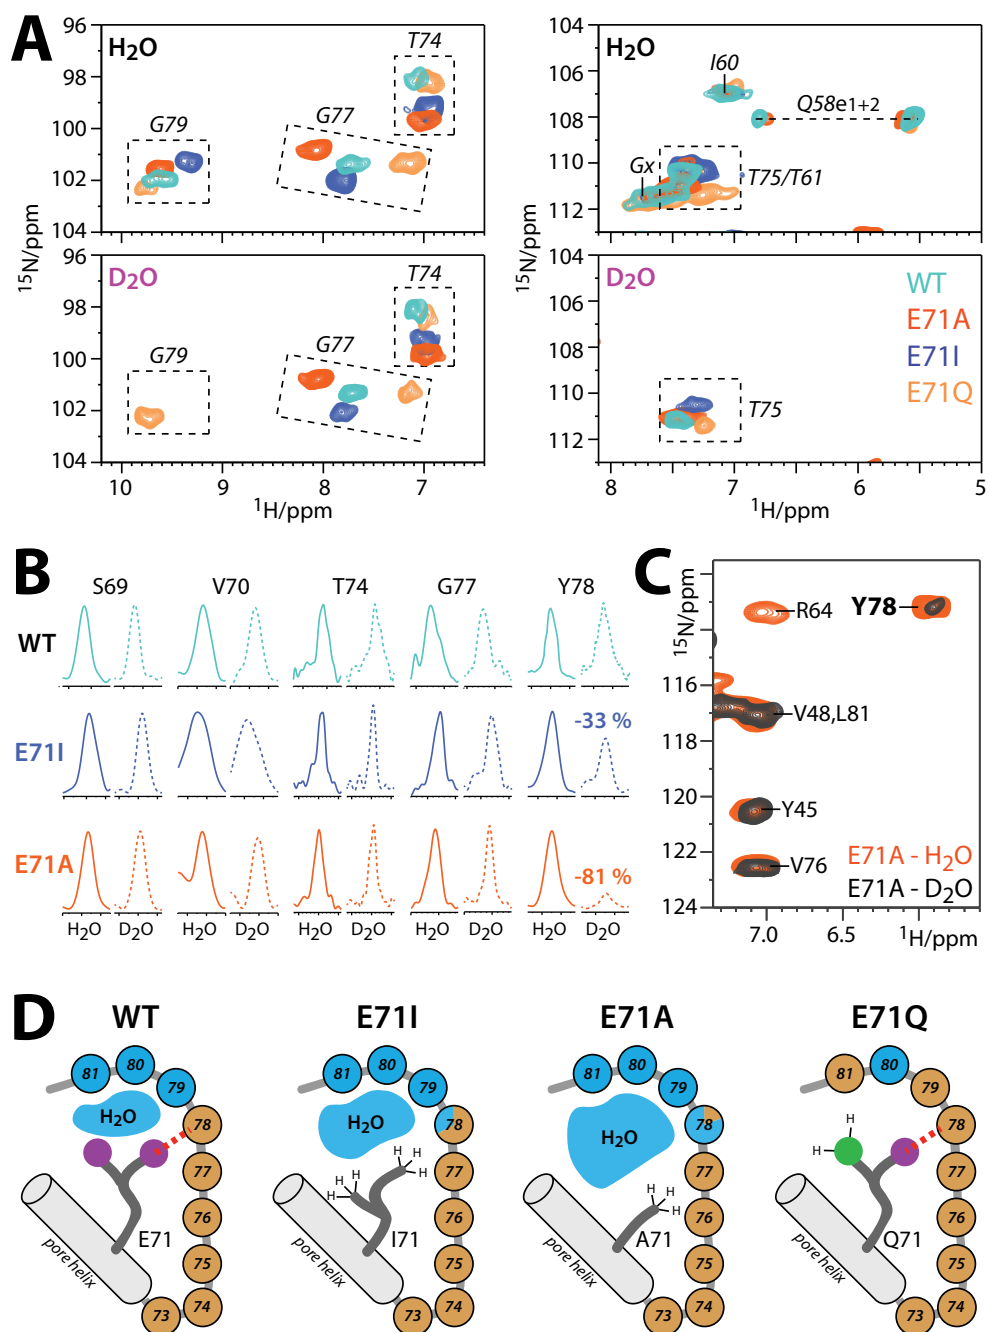 A
96
98
100
102
104
15N/ppm
H2O
T74
G77
G79
104
106
108
110
112
15N/ppm
H2O
I60
Q58e1+2
Gx
T75/T61
96
98
100
102
104
D2O
T74
G77
G79
10 9 8 7
1H/ppm
104
106
108
110
112
D2O
WT
E71A
E71I
E71Q
T75
8 7 6 5
1H/ppm
B
S69 V70 T74 G77 Y78
WT
E71I
-33 %
E71A
-81 %
H2O D2O H2O D2O H2O D2O H2O D2O H2O D2O
C
15N/ppm
116
118
120
122
124
R64
Y78
V48,L81
Y45
V76
E71A - H2O
E71A - D2O
7.0 6.5 1H/ppm
D
WT
81 80 79 78 77 76 75 74 73
H2O
E71
pore helix
E71I
81 80 79 78 77 76 75 74 73
H2O
H H H H H
I71
pore helix
E71A
81 80 79 78 77 76 75 74 73
H2O
H H H
A71
pore helix
E71Q
81 80 79 78 77 76 75 74 73
H H
Q71
pore helix